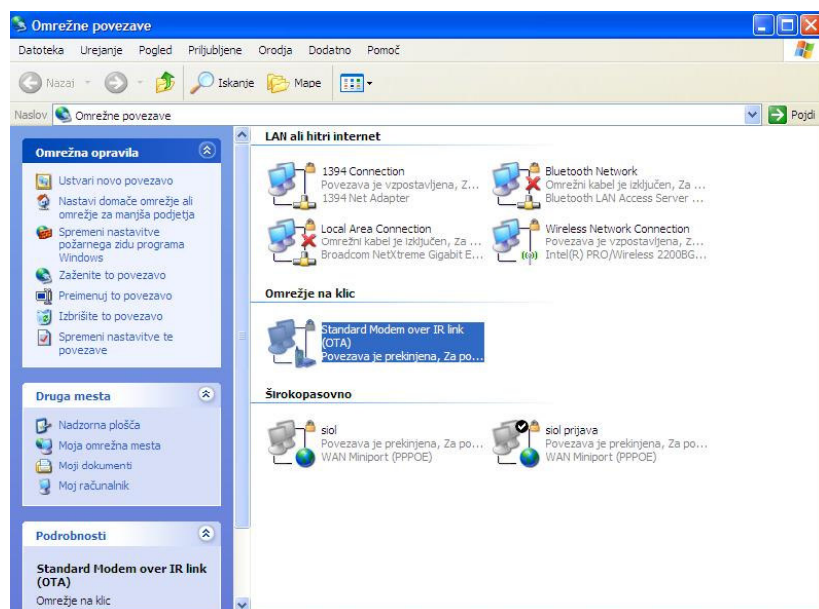 Omrežne povezave
Datoteka Urejanje Pogled Priljubljene Orodja Dodatno Pomoč
Nazaj Iskanje Mape
Naslov Omrežne povezave Pojdi
Omrežna opravila
Ustvari novo povezavo
Nastavi domače omrežje ali
omrežje za manjša podjetja
Spremeni nastavitve
požarnega zidu programa
Windows
Zaženite to povezavo
Preimenuj to povezavo
Izbrišite to povezavo
Spremeni nastavitve te
povezave
Druga mesta
Nadzorna plošča
Moja omrežna mesta
Moji dokumenti
Moj računalnik
Podrobnosti
Standard Modem over IR link
(OTA)
Omrežje na klic
LAN ali hitri internet
1394 Connection
Povezava je vzpostavljena, Z...
1394 Net Adapter
Bluetooth Network
Omrežni kabel je izključen, Za ...
Bluetooth LAN Access Server ...
Local Area Connection
Omrežni kabel je izključen, Za ...
Broadcom NetXtreme Gigabit E...
Wireless Network Connection
Povezava je vzpostavljena, Z...
Intel(R) PRO/Wireless 2200BG...
Omrežje na klic
Standard Modem over IR link
(OTA)
Povezava je prekinjena, Za po...
Širokopasovno
siol
Povezava je prekinjena, Za po...
WAN Miniport (PPPOE)
siol prijava
Povezava je prekinjena, Za po...
WAN Miniport (PPPOE)